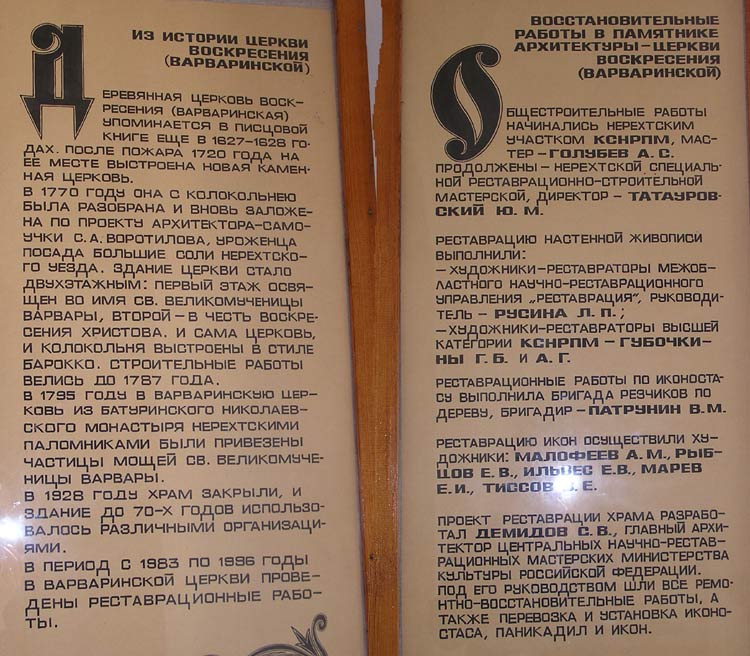 ИЗ ИСТОРИИ ЦЕРКВИ
ВОСКРЕСЕНИЯ
(ВАРВАРИНСКОЙ)
ДЕРЕВЯННАЯ ЦЕРКОВЬ ВОСК-
РЕСЕНИЯ (ВАРВАРИНСКАЯ)
УПОМИНАЕТСЯ В ПИСЦОВОЙ
КНИГЕ ЕЩЕ В 1627-1628 ГО-
ДАХ. ПОСЛЕ ПОЖАРА 1720 ГОДА НА
ЕЕ МЕСТЕ ВЫСТРОЕНА НОВАЯ КАМЕН-
НАЯ ЦЕРКОВЬ.
В 1770 ГОДУ ОНА С КОЛОКОЛЬНЕЮ
БЫЛА РАЗОБРАНА И ВНОВЬ ЗАЛОЖЕ-
НА ПО ПРОЕКТУ АРХИТЕКТОРА-САМО-
УЧКИ С.А. ВОРОТИЛОВА, УРОЖЕНЦА
ПОСАДА БОЛЬШИЕ СОЛИ НЕРЕХТСКО-
ГО УЕЗДА. ЗДАНИЕ ЦЕРКВИ СТАЛО
ДВУХЭТАЖНЫМ: ПЕРВЫЙ ЭТАЖ ОСВЯ-
ЩЕН ВО ИМЯ СВ. ВЕЛИКОМУЧЕНИЦЫ
ВАРВАРЫ, ВТОРОЙ - В ЧЕСТЬ ВОСКРЕ-
СЕНИЯ ХРИСТОВА. И САМА ЦЕРКОВЬ,
И КОЛОКОЛЬНЯ ВЫСТРОЕНЫ В СТИЛЕ
БАРОККО. СТРОИТЕЛЬНЫЕ РАБОТЫ
ВЕЛИСЬ ДО 1787 ГОДА.
В 1795 ГОДУ В ВАРВАРИНСКУЮ ЦЕР-
КОВЬ ИЗ БАТУРИНСКОГО НИКОЛАЕВ-
СКОГО МОНАСТЫРЯ НЕРЕХТСКИМИ
ПАЛОМНИКАМИ БЫЛИ ПРИВЕЗЕНЫ
ЧАСТИЦЫ МОЩЕЙ СВ. ВЕЛИКОМУЧЕ-
НИЦЫ ВАРВАРЫ.
В 1928 ГОДУ ХРАМ ЗАКРЫЛИ, И
ЗДАНИЕ ДО 70-Х ГОДОВ ИСПОЛЬЗО-
ВАЛОСЬ РАЗЛИЧНЫМИ ОРГАНИЗАЦИ-
ЯМИ.
В ПЕРИОД С 1983 ПО 1996 ГОДЫ
В ВАРВАРИНСКОЙ ЦЕРКВИ ПРОВЕ-
ДЕНЫ РЕСТАВРАЦИОННЫЕ РАБО-
ТЫ.
ВОССТАНОВИТЕЛЬНЫЕ
РАБОТЫ В ПАМЯТНИКЕ
АРХИТЕКТУРЫ - ЦЕРКВИ
ВОСКРЕСЕНИЯ
(ВАРВАРИНСКОЙ)
ОБЩЕСТРОИТЕЛЬНЫЕ РАБОТЫ
НАЧИНАЛИСЬ НЕРЕХТСКИМ
УЧАСТКОМ КСНРПМ, МАС-
ТЕР - ГОЛУБЕВ А.С.
ПРОДОЛЖЕНЫ - НЕРЕХТСКОЙ СПЕЦИАЛЬ-
НОЙ РЕСТАВРАЦИОННО-СТРОИТЕЛЬНОЙ
МАСТЕРСКОЙ, ДИРЕКТОР - ТАТАУРОВ-
СКИЙ Ю.М.
РЕСТАВРАЦИЮ НАСТЕННОЙ ЖИВОПИСИ
ВЫПОЛНИЛИ:
- ХУДОЖНИКИ-РЕСТАВРАТОРЫ МЕЖОБ-
ЛАСТНОГО НАУЧНО-РЕСТАВРАЦИОННОГО
УПРАВЛЕНИЯ „РЕСТАВРАЦИЯ", РУКОВОДИ-
ТЕЛЬ - РУСИНА Л.П.;
- ХУДОЖНИКИ-РЕСТАВРАТОРЫ ВЫСШЕЙ
КАТЕГОРИИ КСНРПМ - ГУБОЧКИ-
НЫ Г.Б. И А.Г.
РЕСТАВРАЦИОННЫЕ РАБОТЫ ПО ИКОНОСТА-
СУ ВЫПОЛНИЛА БРИГАДА РЕЗЧИКОВ ПО
ДЕРЕВУ, БРИГАДИР - ПАТРУНИН В.М.
РЕСТАВРАЦИЮ ИКОН ОСУЩЕСТВИЛИ ХУ-
ДОЖНИКИ: МАЛОФЕЕВ А.М., РЫБ-
ЦОВ Е.В., Е.В., МАРЕВ
Е.И., ТИССОВ Е.
ПРОЕКТ РЕСТАВРАЦИИ ХРАМА РАЗРАБО-
ТАЛ ДЕМИДОВ С.В., ГЛАВНЫЙ АРХИ-
ТЕКТОР ЦЕНТРАЛЬНЫХ НАУЧНО-РЕСТАВ-
РАЦИОННЫХ МАСТЕРСКИХ МИНИСТЕРСТВА
КУЛЬТУРЫ РОССИЙСКОЙ ФЕДЕРАЦИИ.
ПОД ЕГО РУКОВОДСТВОМ ШЛИ ВСЕ РЕМО-
НТНО-ВОССТАНОВИТЕЛЬНЫЕ РАБОТЫ, А
ТАКЖЕ ПЕРЕВОЗКА И УСТАНОВКА ИКОНО-
СТАСА, ПАНИКАДИЛ И ИКОН.